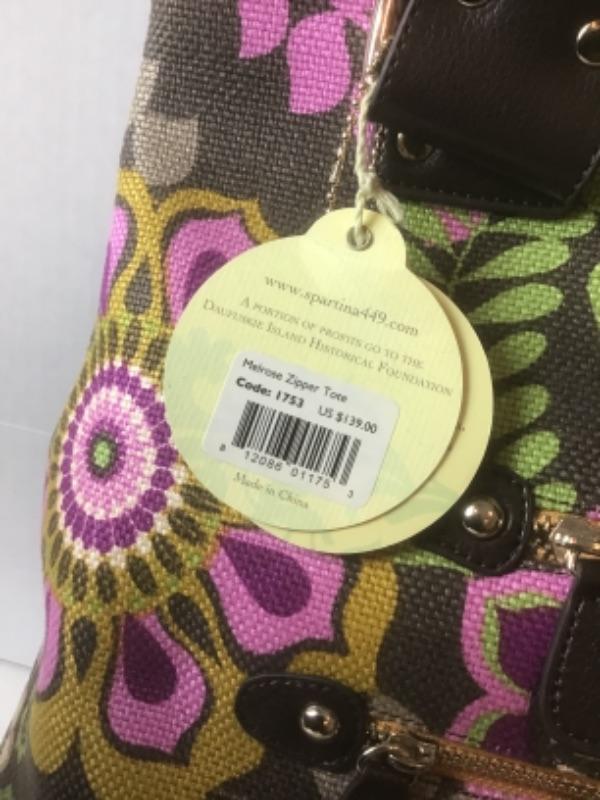 www.spartina449.com
A PORTION OF PROFITS GO TO THE
DAUFUSKIE ISLAND HISTORICAL FOUNDATION
Melrose Zipper Tote
Code: 1753 US $139.00
8 12086 01175 3
Made in China